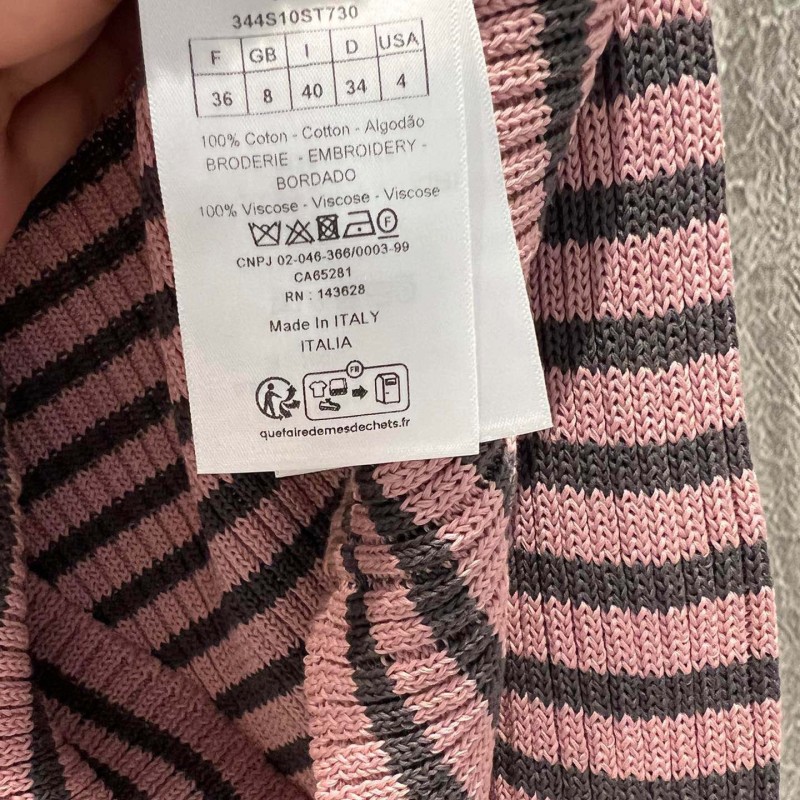 344S10ST730
F GB I D USA
36 8 40 34 4
100% Coton - Cotton - Algodão
BRODERIE - EMBROIDERY -
BORDADO
100% Viscose - Viscose - Viscose
F
CNPJ 02-046-366/0003-99
CA65281
RN : 143628
Made In ITALY
ITALIA
FR
quefairedemesdechets.fr